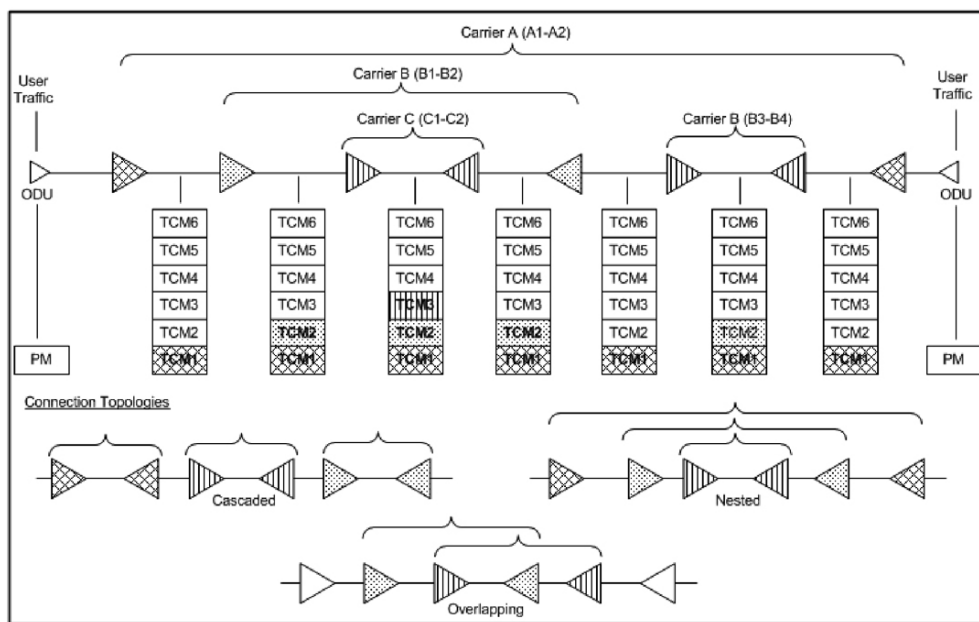 Carrier A (A1-A2)
User
Traffic
User
Traffic
Carrier B (B1-B2)
Carrier C (C1-C2)
Carrier B (B3-B4)
ODU
ODU
TCM6 TCM6 TCM6 TCM6 TCM6 TCM6 TCM6
TCM5 TCM5 TCM5 TCM5 TCM5 TCM5 TCM5
TCM4 TCM4 TCM4 TCM4 TCM4 TCM4 TCM4
TCM3 TCM3 TCM3 TCM3 TCM3 TCM3 TCM3
TCM2 TCM2 TCM2 TCM2 TCM2 TCM2 TCM2
PM TCM1 TCM1 TCM1 TCM1 TCM1 TCM1 TCM1 PM
Connection Topologies
Cascaded
Nested
Overlapping